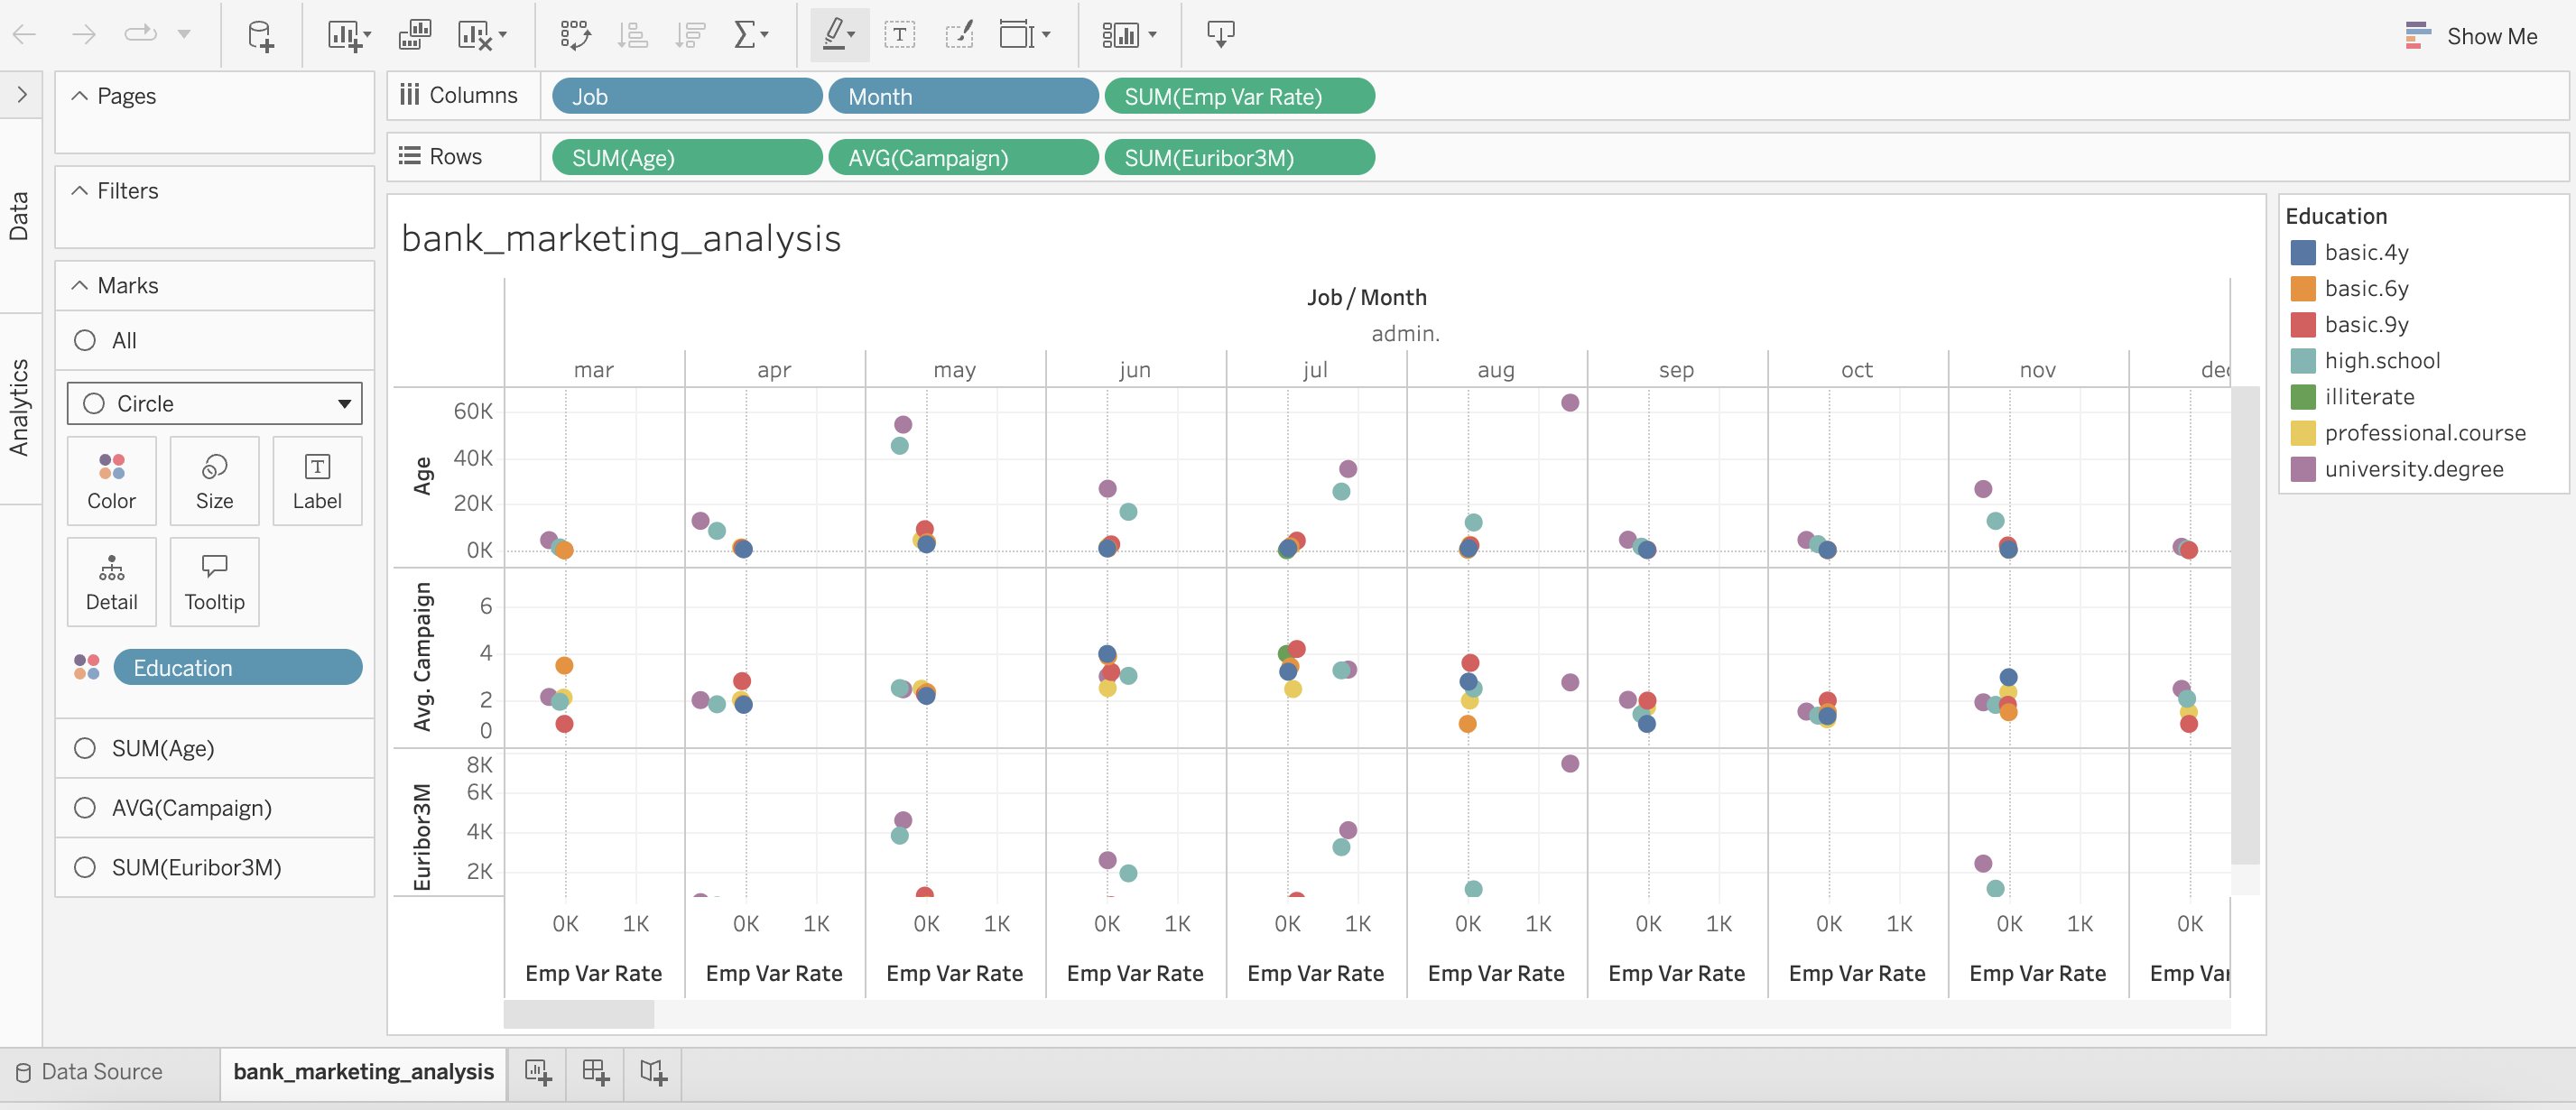 Show Me
Data
Analytics
Pages
Filters
Marks
All
Circle
Color
Size
T
Label
Detail
Tooltip
Education
SUM(Age)
AVG(Campaign)
SUM(Euribor3M)
Columns
Job
Month
SUM(Emp Var Rate)
Rows
SUM(Age)
AVG(Campaign)
SUM(Euribor3M)
bank_marketing_analysis
Job / Month
admin.
mar apr may jun jul aug sep oct nov dec
Age
60K
40K
20K
0K
Avg. Campaign
6
4
2
0
Euribor3M
8K
6K
4K
2K
0K 1K 0K 1K 0K 1K 0K 1K 0K 1K 0K 1K 0K 1K 0K 1K 0K 1K 0K
Emp Var Rate Emp Var Rate Emp Var Rate Emp Var Rate Emp Var Rate Emp Var Rate Emp Var Rate Emp Var Rate Emp Var Rate Emp Var
Education
basic.4y
basic.6y
basic.9y
high.school
illiterate
professional.course
university.degree
Data Source
bank_marketing_analysis